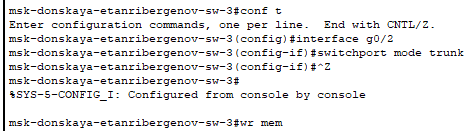 msk-donskaya-etanribergenov-sw-3#conf t
Enter configuration commands, one per line.  End with CNTL/Z.
msk-donskaya-etanribergenov-sw-3(config)#interface g0/2
msk-donskaya-etanribergenov-sw-3(config-if)#switchport mode trunk
msk-donskaya-etanribergenov-sw-3(config-if)#^Z
msk-donskaya-etanribergenov-sw-3#
%SYS-5-CONFIG_I: Configured from console by console
msk-donskaya-etanribergenov-sw-3#wr mem